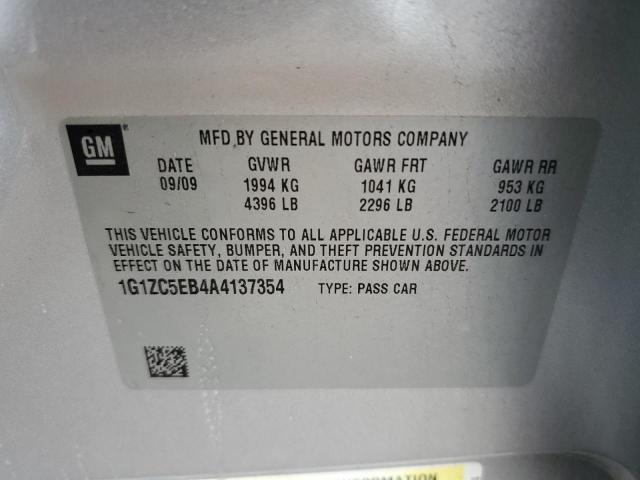 GM
MFD. BY GENERAL MOTORS COMPANY
DATE GVWR GAWR FRT GAWR RR
09/09 1994 KG 1041 KG 953 KG
4396 LB 2296 LB 2100 LB
THIS VEHICLE CONFORMS TO ALL APPLICABLE U.S. FEDERAL MOTOR
VEHICLE SAFETY, BUMPER, AND THEFT PREVENTION STANDARDS IN
EFFECT ON THE DATE OF MANUFACTURE SHOWN ABOVE.
1G1ZC5EB4A4137354 TYPE: PASS CAR
INFORMATION